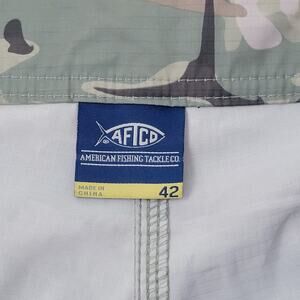 AFTCO
AMERICAN FISHING TACKLE CO.
MADE IN
CHINA
42